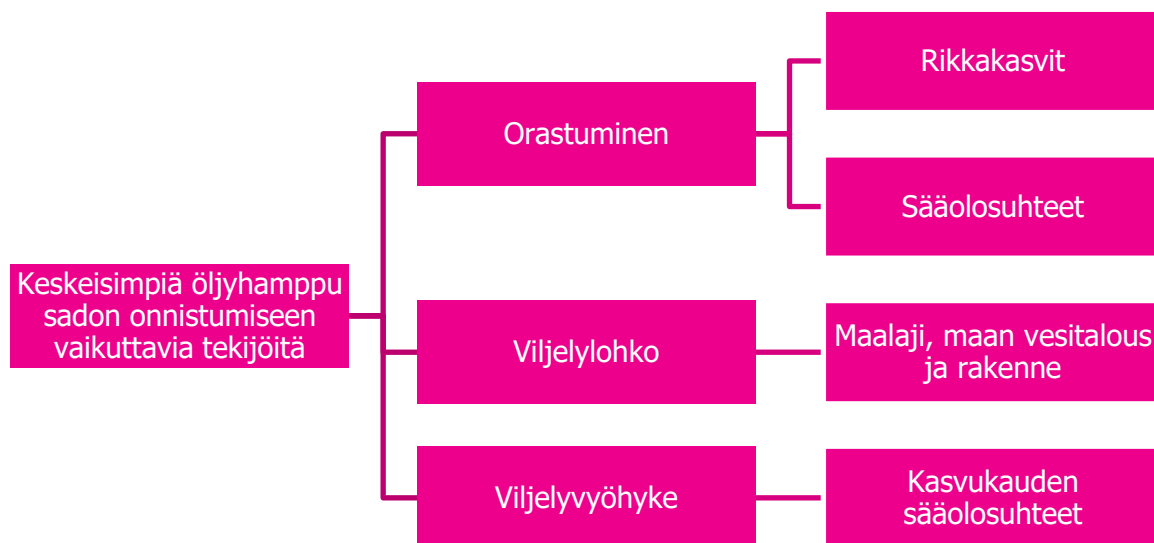 Keskeisimpiä öljyhamppu
sadon onnistumiseen
vaikuttavia tekijöitä
Orastuminen
Rikkakasvit
Sääolosuhteet
Viljelylohko
Maalaji, maan vesitalous
ja rakenne
Viljelyvyöhyke
Kasvukauden
sääolosuhteet